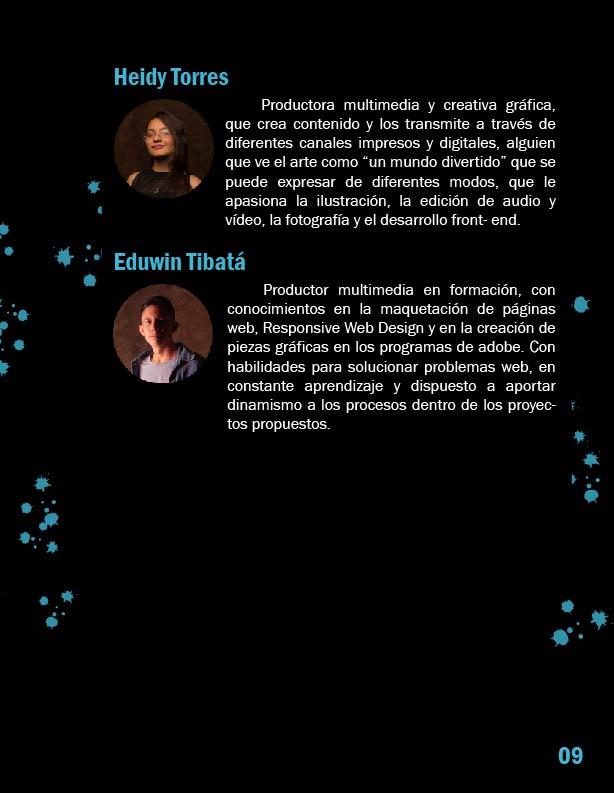 Heidy Torres
Productora multimedia y creativa gráfica,
que crea contenido y los transmite a través de
diferentes canales impresos y digitales, alguien
que ve el arte como “un mundo divertido” que se
puede expresar de diferentes modos, que le
apasiona la ilustración, la edición de audio y
vídeo, la fotografía y el desarrollo front- end.
Eduwin Tibatá
Productor multimedia en formación, con
conocimientos en la maquetación de páginas
web, Responsive Web Design y en la creación de
piezas gráficas en los programas de adobe. Con
habilidades para solucionar problemas web, en
constante aprendizaje y dispuesto a aportar
dinamismo a los procesos dentro de los proyec-
tos propuestos.
09